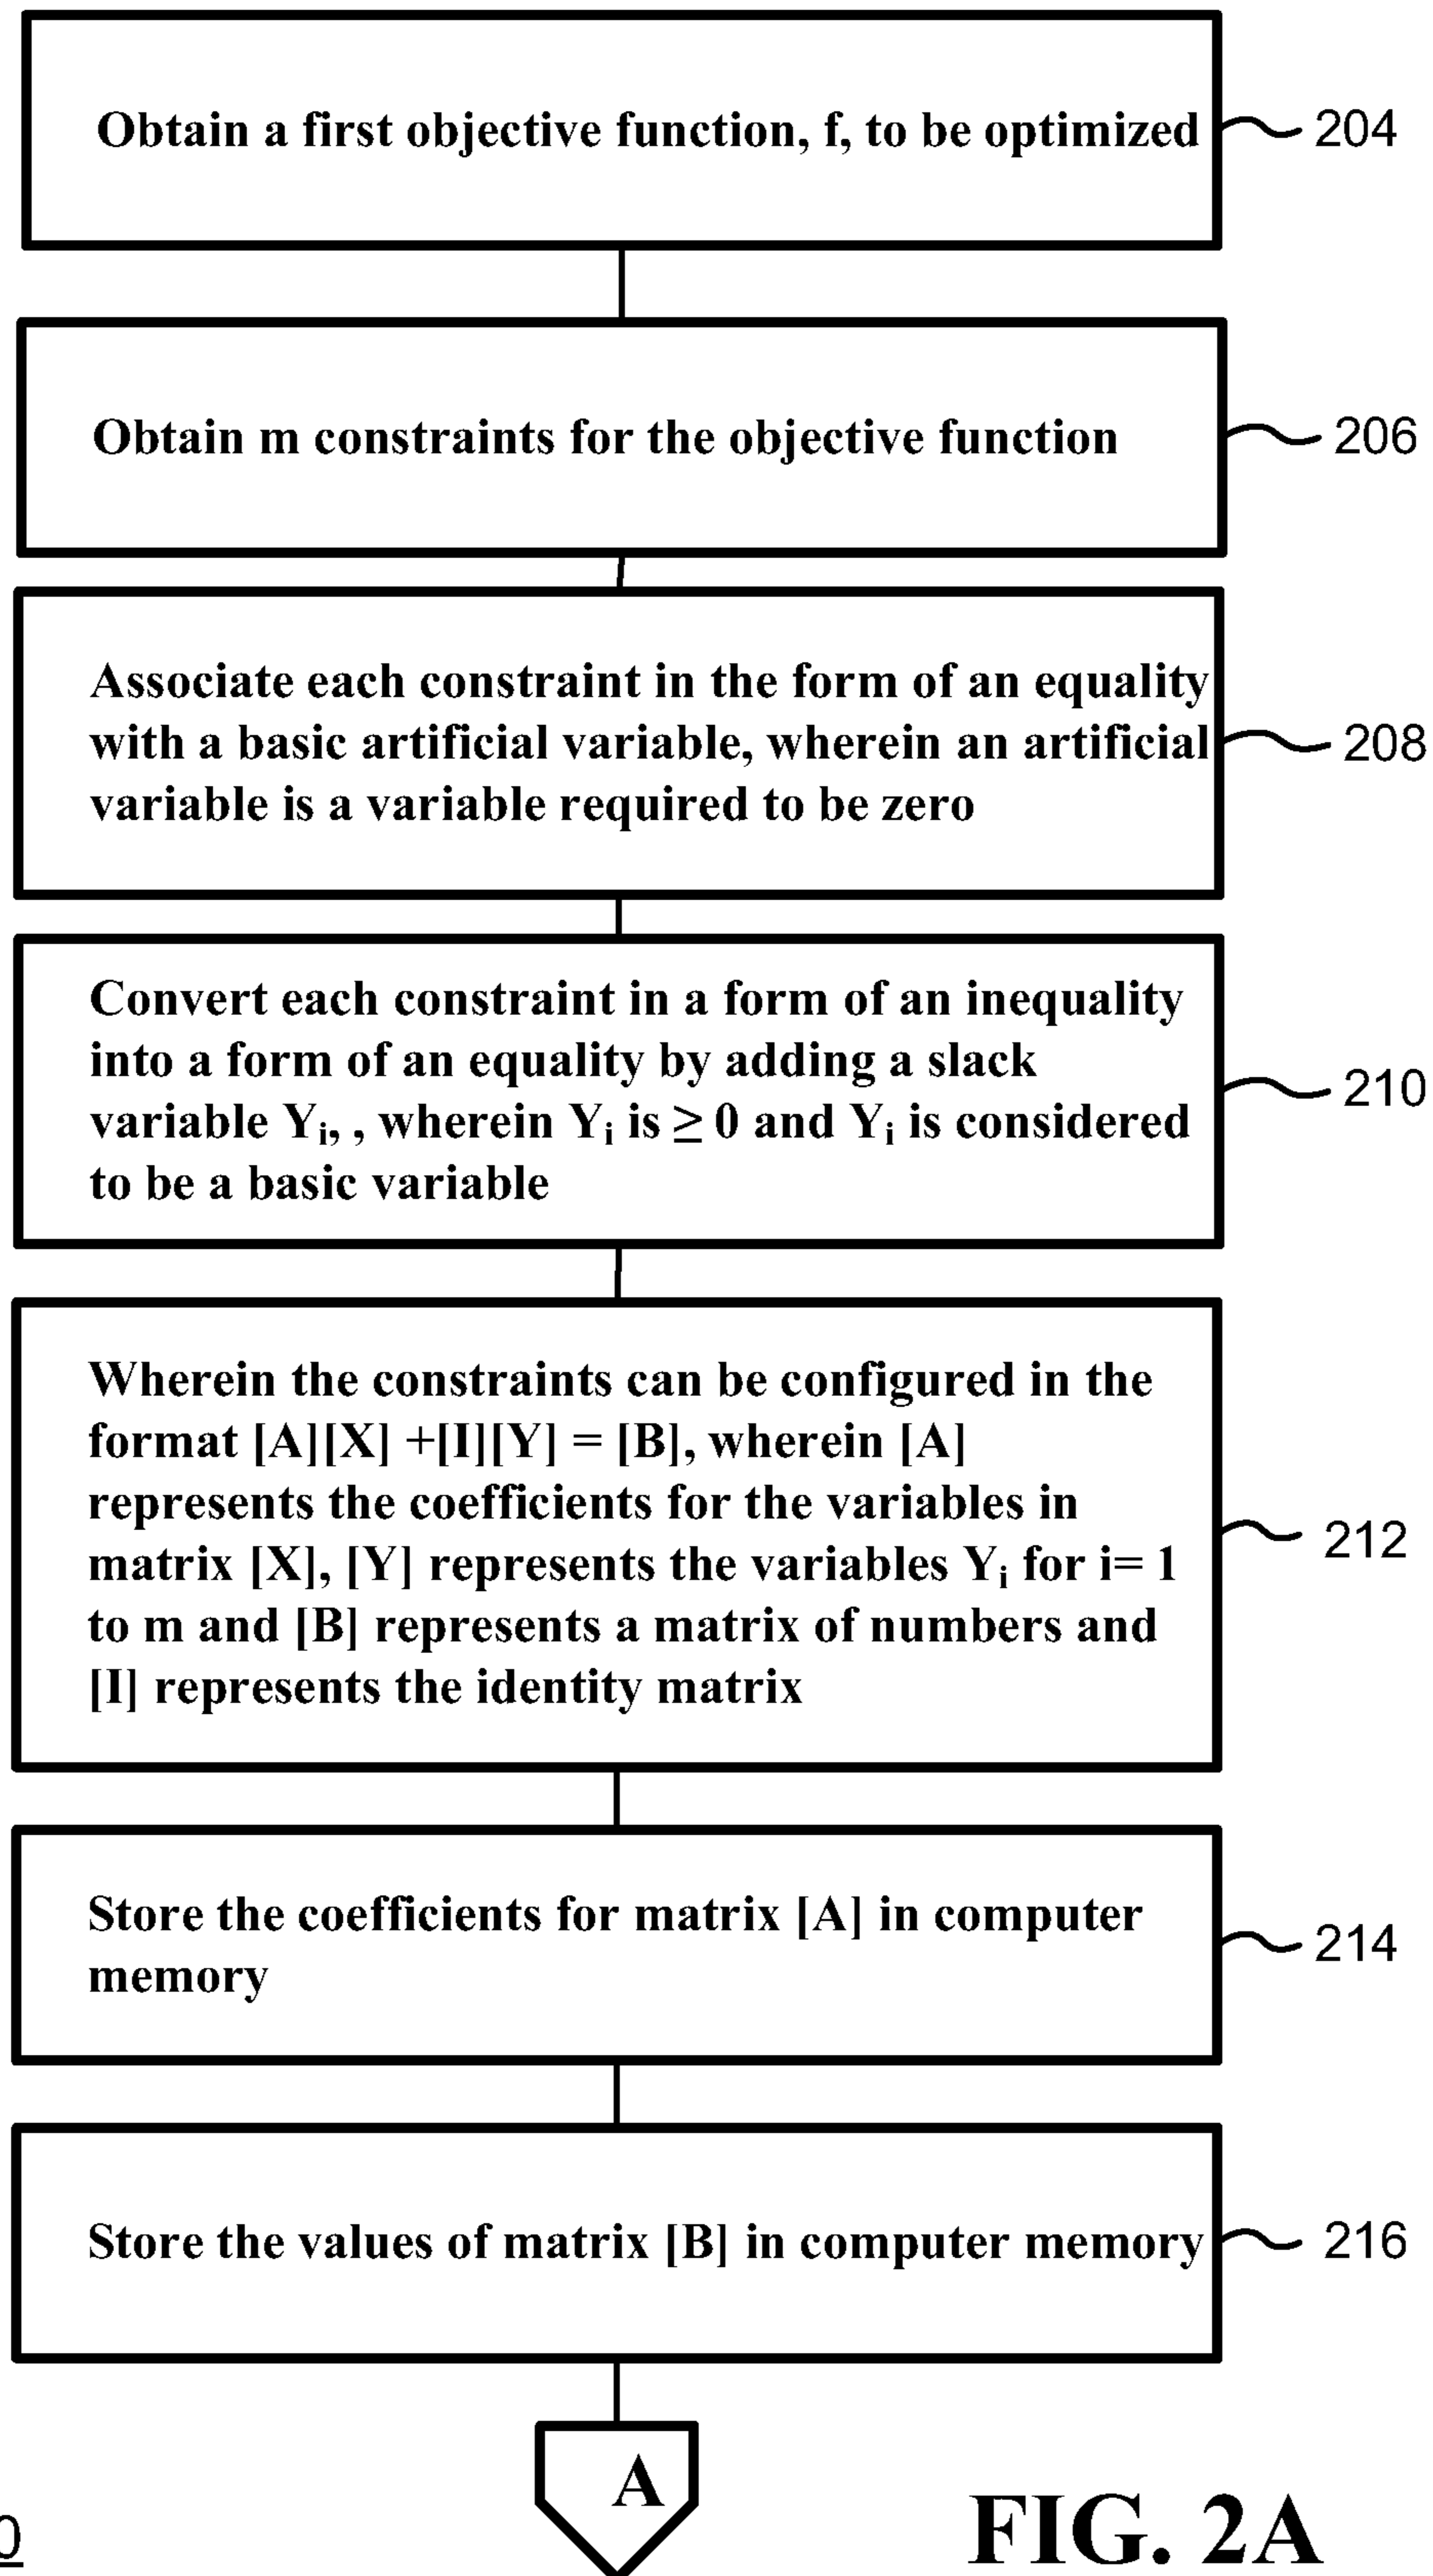 Obtain a first objective function, f, to be optimized
204
Obtain m constraints for the objective function
206
Associate each constraint in the form of an equality
with a basic artificial variable, wherein an artificial
variable is a variable required to be zero
208
Convert each constraint in a form of an inequality
into a form of an equality by adding a slack
variable Yi, , wherein Yi is ≥ 0 and Yi is considered
to be a basic variable
210
Wherein the constraints can be configured in the
format [A][X] +[I][Y] = [B], wherein [A]
represents the coefficients for the variables in
matrix [X], [Y] represents the variables Yi for i= 1
to m and [B] represents a matrix of numbers and
[I] represents the identity matrix
212
Store the coefficients for matrix [A] in computer
memory
214
Store the values of matrix [B] in computer memory
216
A
FIG. 2A